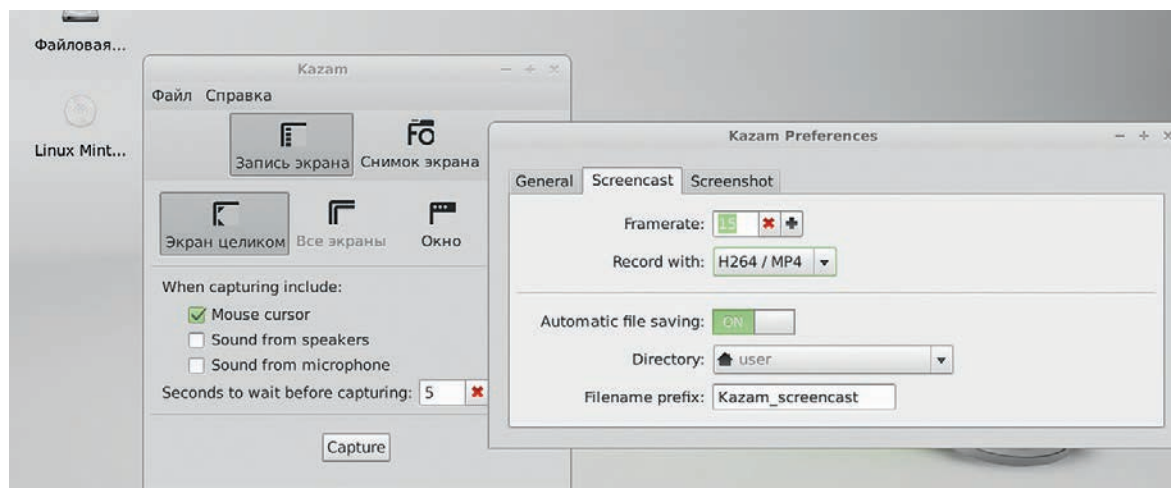 Файловая...
Linux Mint...
Kazam
Файл Справка
Запись экрана
Снимок экрана
Экран целиком
Все экраны
Окно
When capturing include:
Mouse cursor
Sound from speakers
Sound from microphone
Seconds to wait before capturing: 5
Capture
Kazam Preferences
General Screencast Screenshot
Framerate: 15
Record with: H264 / MP4
Automatic file saving: ON
Directory: user
Filename prefix: Kazam_screencast